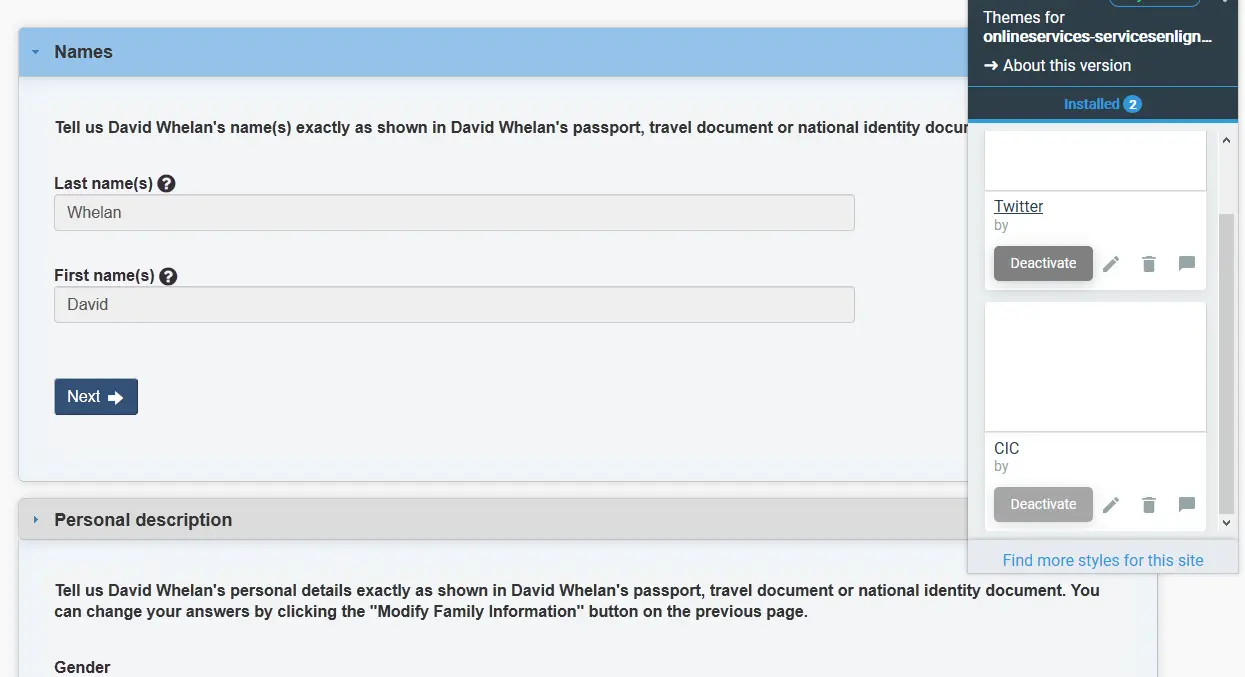 Names
Tell us David Whelan's name(s) exactly as shown in David Whelan's passport, travel document or national identity
Last name(s)
Whelan
First name(s)
David
Next
Personal description
Tell us David Whelan's personal details exactly as shown in David Whelan's passport, travel document or national identity document. You
can change your answers by clicking the "Modify Family Information" button on the previous page.
Gender
Themes for
onlineservices-servicesenlign...
➞ About this version
Installed 2
Twitter
by
Deactivate
CIC
by
Deactivate
Find more styles for this site